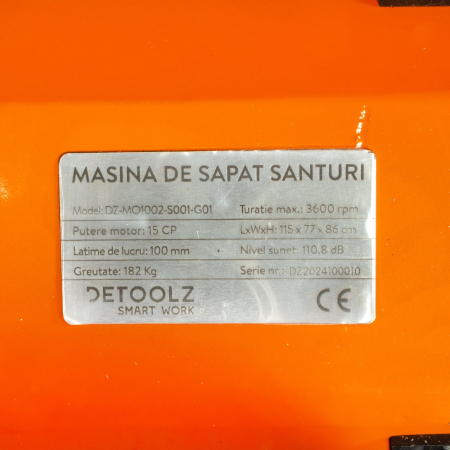 MASINA DE SAPAT SANTURI
Model: DZ-MO1002-S001-G01 Turatie max.: 3600 rpm
Putere motor: 15 CP LxWxH: 115 x 77 x 86 cm
Latime de lucru: 100 mm Nivel sunet: 110.8 dB
Greutate: 182 Kg Serie nr.: DZ2024100010
DETOOLZ
SMART WORK
CE